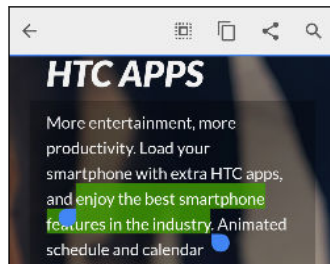 HTC APPS
More entertainment, more
productivity. Load your
smartphone with extra HTC apps,
and enjoy the best smartphone
features in the industry. Animated
schedule and calendar